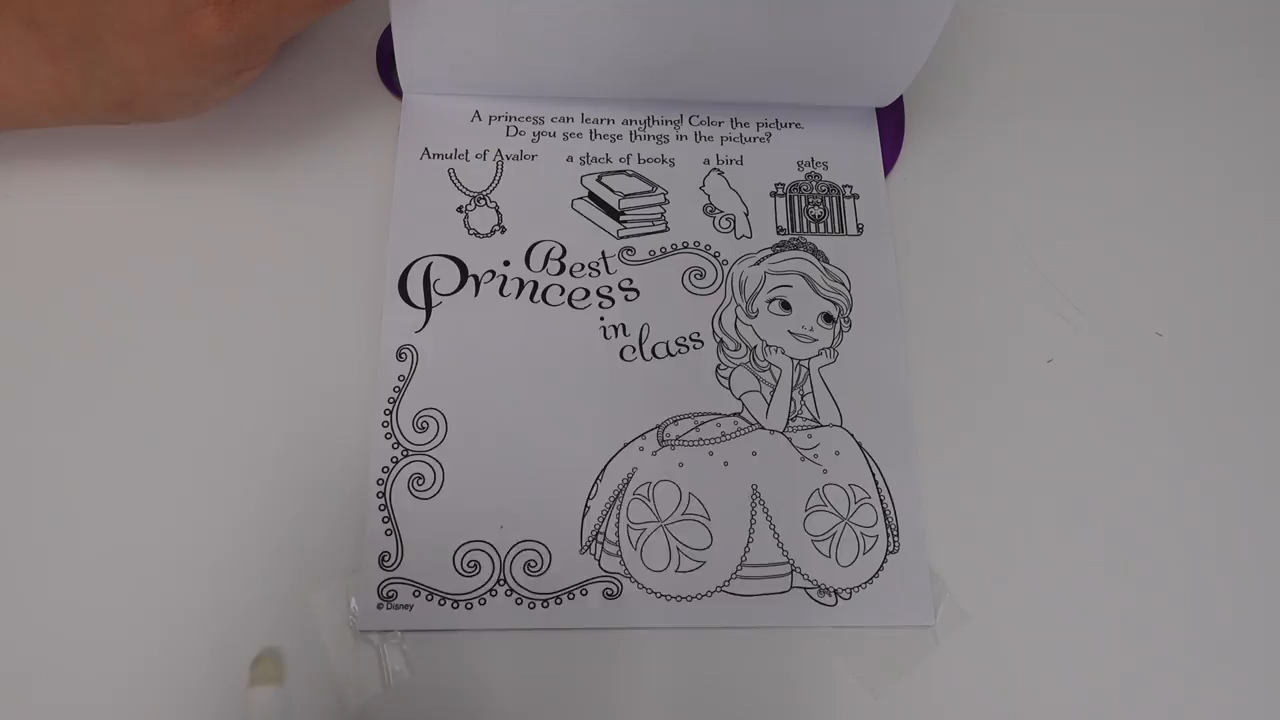 A princess can learn anything! Color the picture.
Do you see these things in the picture?
Amulet of Avalor a stack of books a bird gates
Best
Princess
in
class
© Disney